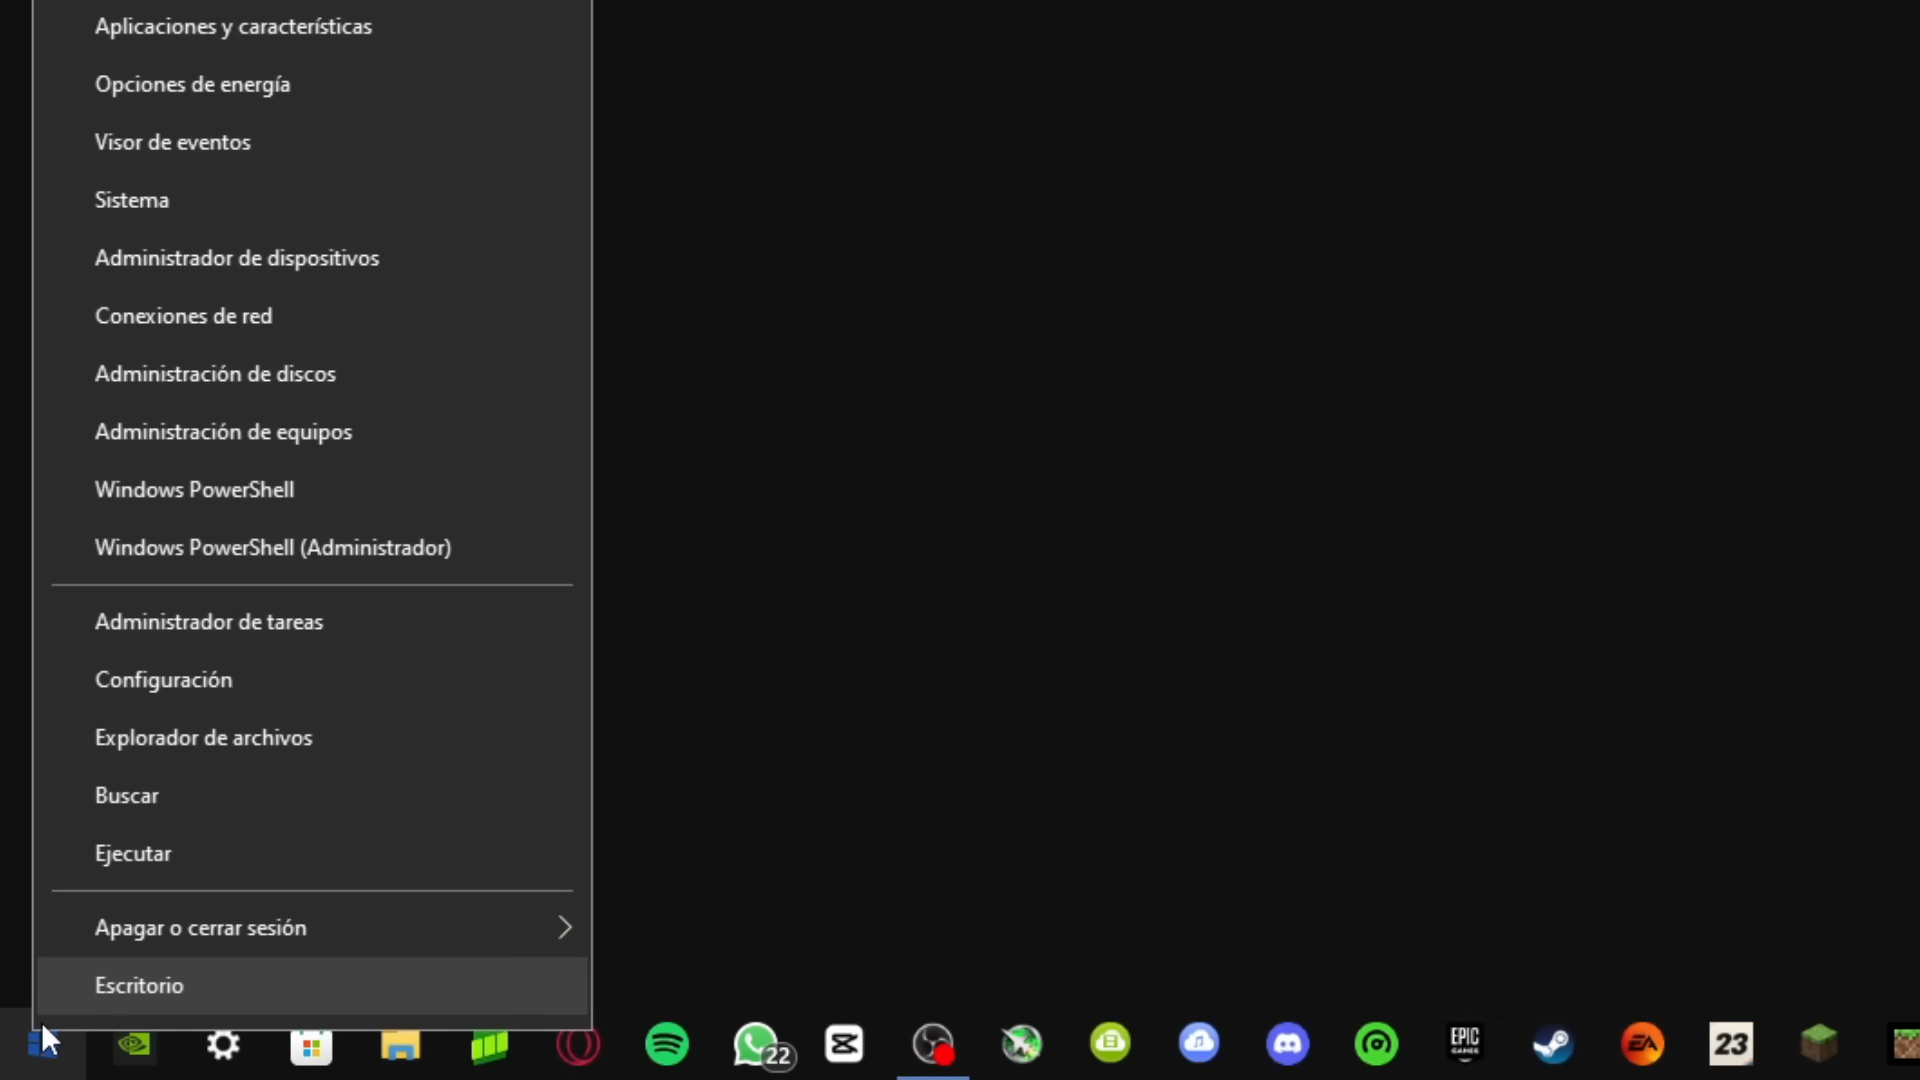 Aplicaciones y características
Opciones de energía
Visor de eventos
Sistema
Administrador de dispositivos
Conexiones de red
Administración de discos
Administración de equipos
Windows PowerShell
Windows PowerShell (Administrador)
Administrador de tareas
Configuración
Explorador de archivos
Buscar
Ejecutar
Apagar o cerrar sesión
Escritorio
22
EPIC
GAMES
EA
23